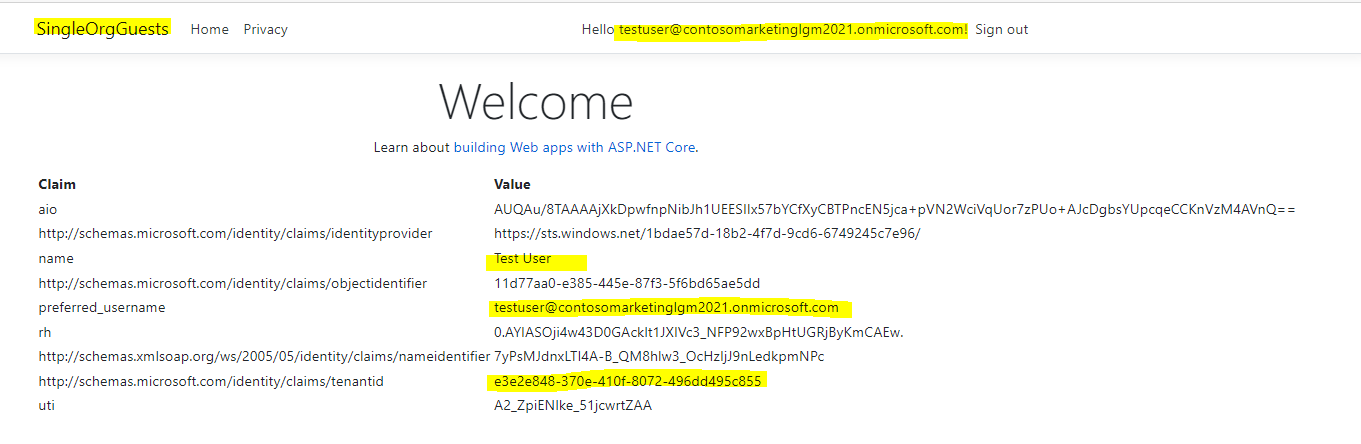 SingleOrgGuests Home Privacy Hello testuser@contosomarketinglgm2021.onmicrosoft.com! Sign out
Welcome
Learn about building Web apps with ASP.NET Core.
Claim Value
aio AUQAu/8TAAAAjXkDpwfnpNibJh1UEESIIx57bYCfXyCBTPncEN5jca+pVN2WciVqUor7zPUo+AJcDgbsYUpcqeCCKnVzM4AVnQ==
http://schemas.microsoft.com/identity/claims/identityprovider https://sts.windows.net/1bdae57d-18b2-4f7d-9cd6-6749245c7e96/
name Test User
http://schemas.microsoft.com/identity/claims/objectidentifier 11d77aa0-e385-445e-87f3-5f6bd65ae5dd
preferred_username testuser@contosomarketinglgm2021.onmicrosoft.com
rh 0.AYIASOji4w43D0GAcklt1JXIVc3_NFP92wxBpHtUGRjByKmCAEw.
http://schemas.xmlsoap.org/ws/2005/05/identity/claims/nameidentifier 7yPsMJdnxLTI4A-B_QM8hlw3_OcHzIjJ9nLedkpmNPc
http://schemas.microsoft.com/identity/claims/tenantid e3e2e848-370e-410f-8072-496dd495c855
uti A2_ZpiENIke_51jcwrtZAA